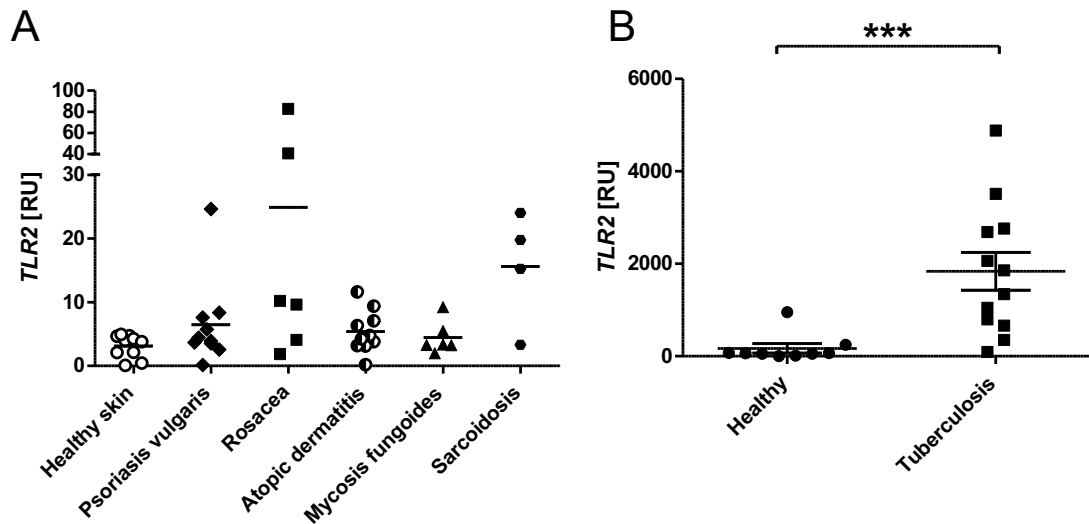 A
TLR2 [RU]
100
80
60
40
30
20
10
0
Healthy skin
Psoriasis vulgaris
Rosacea
Atopic dermatitis
Mycosis fungoides
Sarcoidosis
B
***
TLR2 [RU]
6000
4000
2000
0
Healthy
Tuberculosis